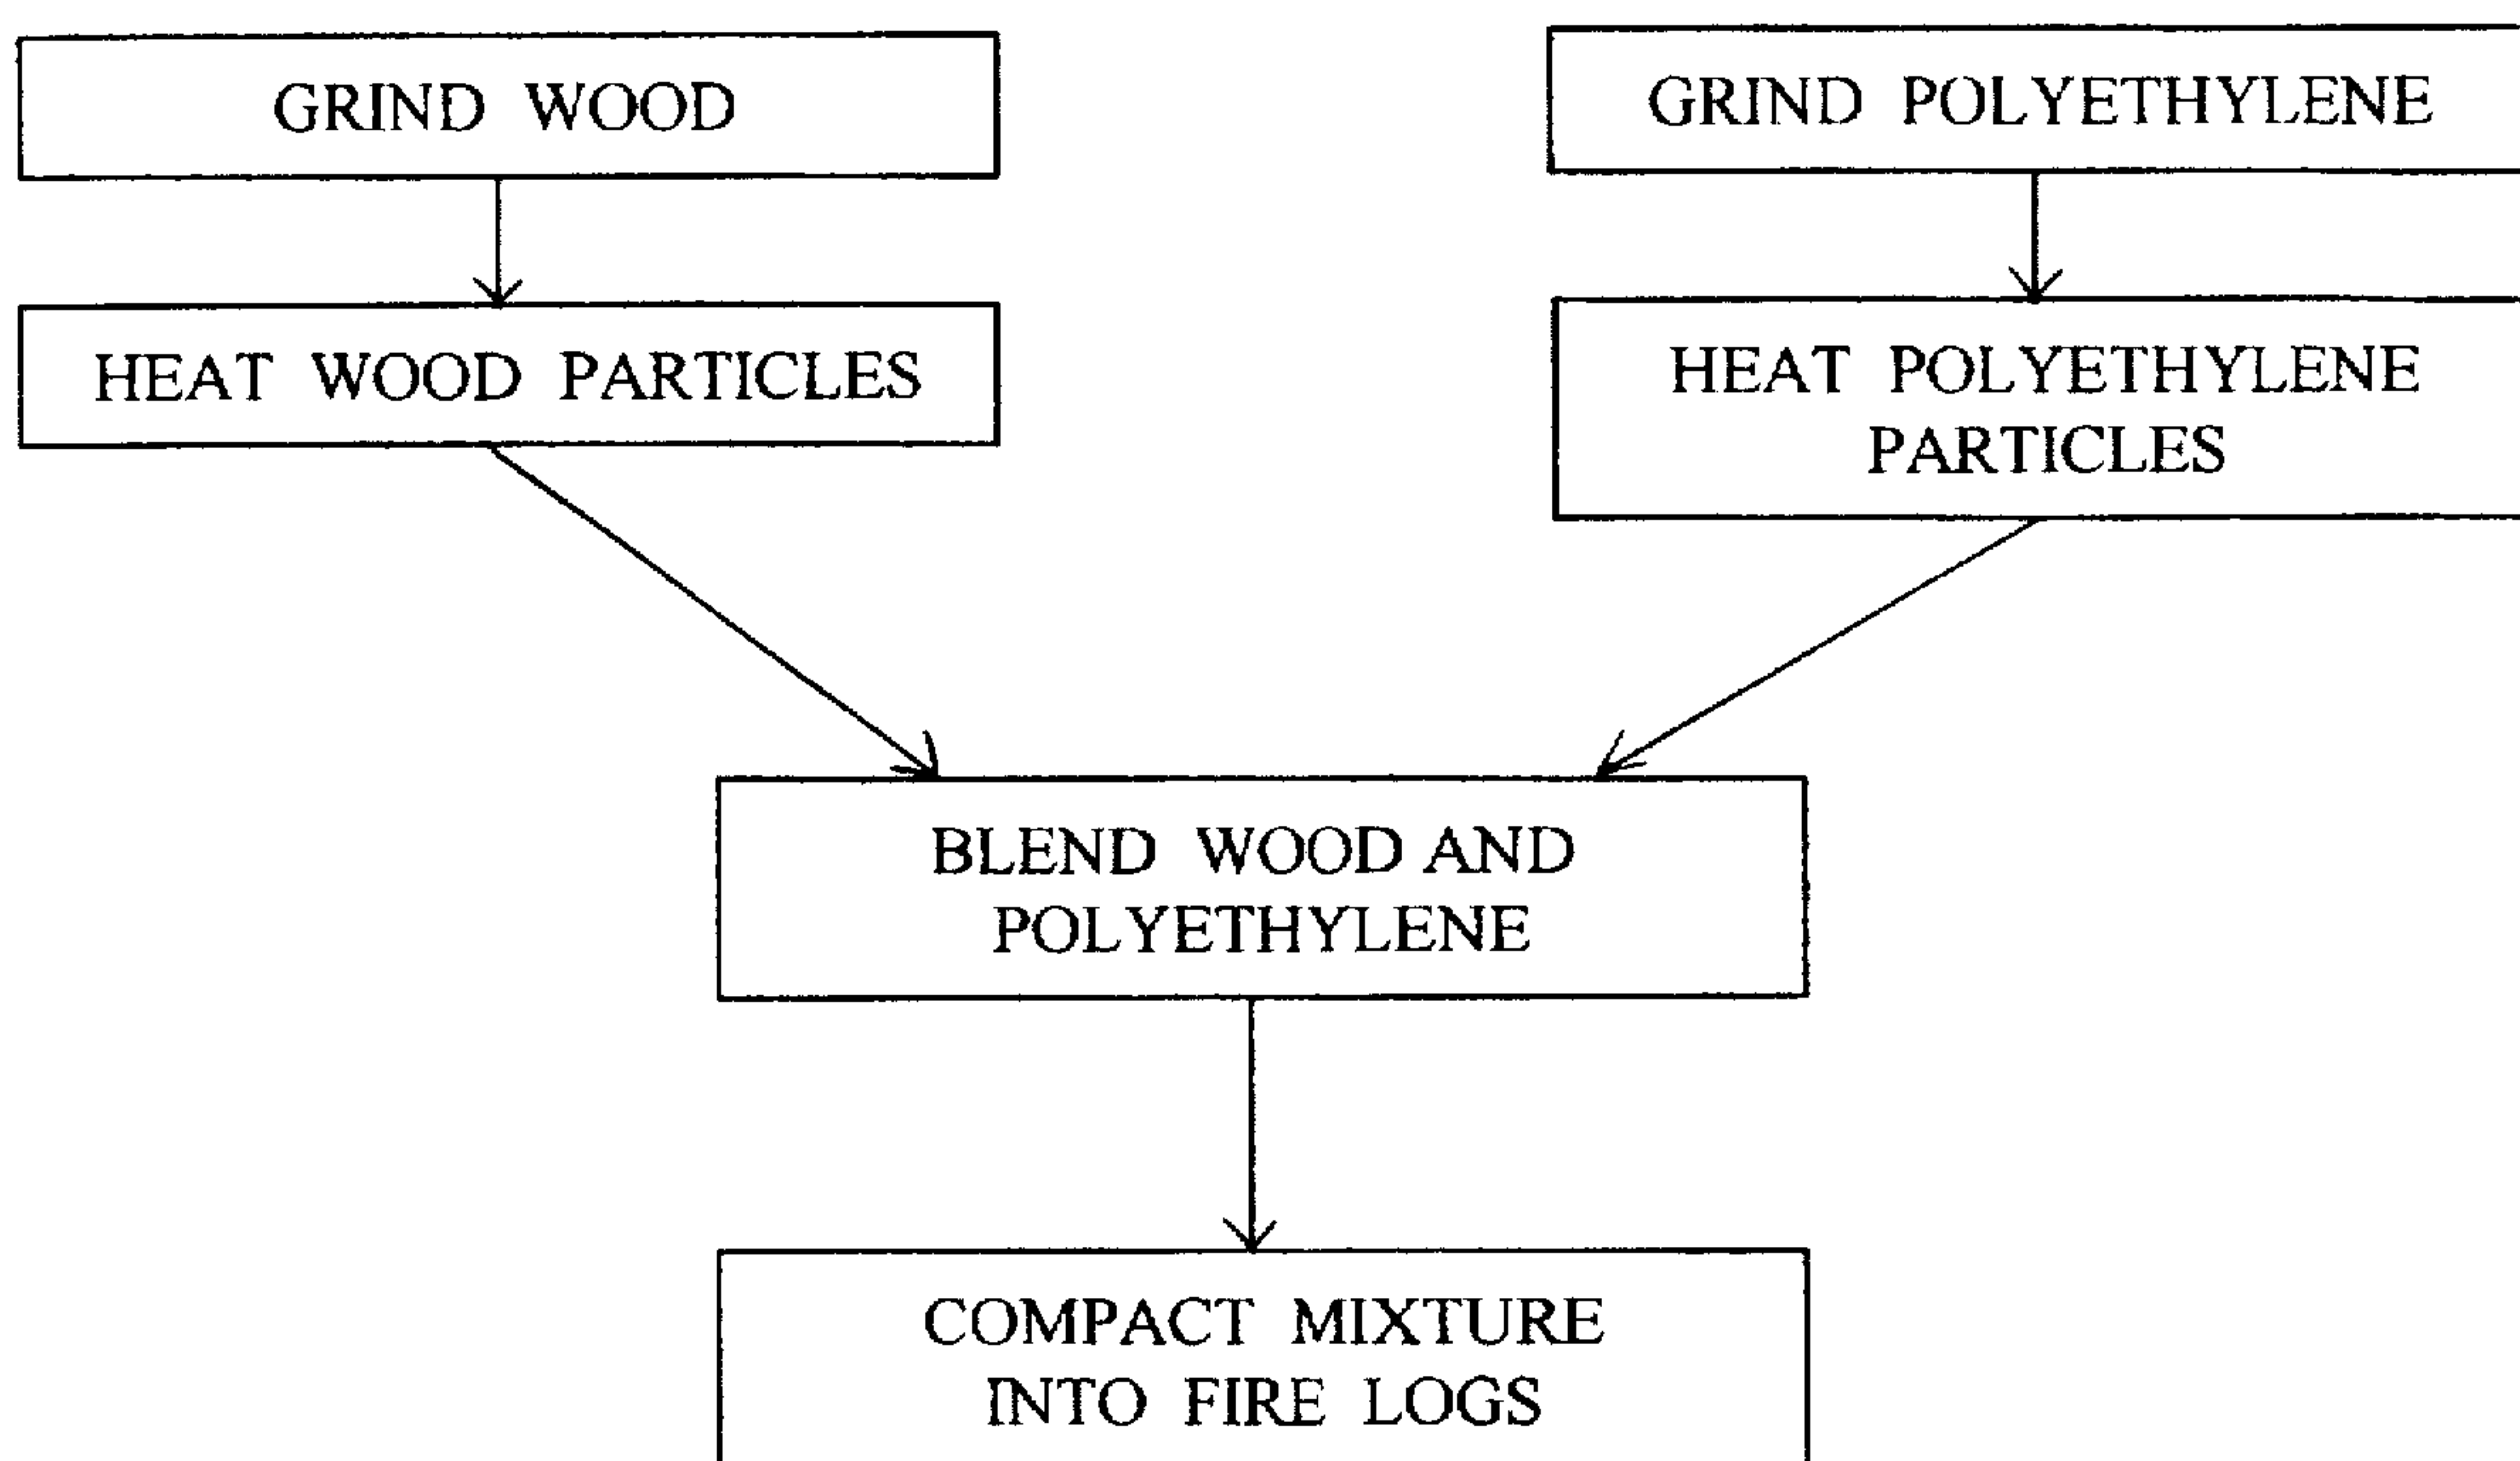 GRIND WOOD
GRIND POLYETHYLENE
HEAT WOOD PARTICLES
HEAT POLYETHYLENE
PARTICLES
BLEND WOOD AND
POLYETHYLENE
COMPACT MIXTURE
INTO FIRE LOGS